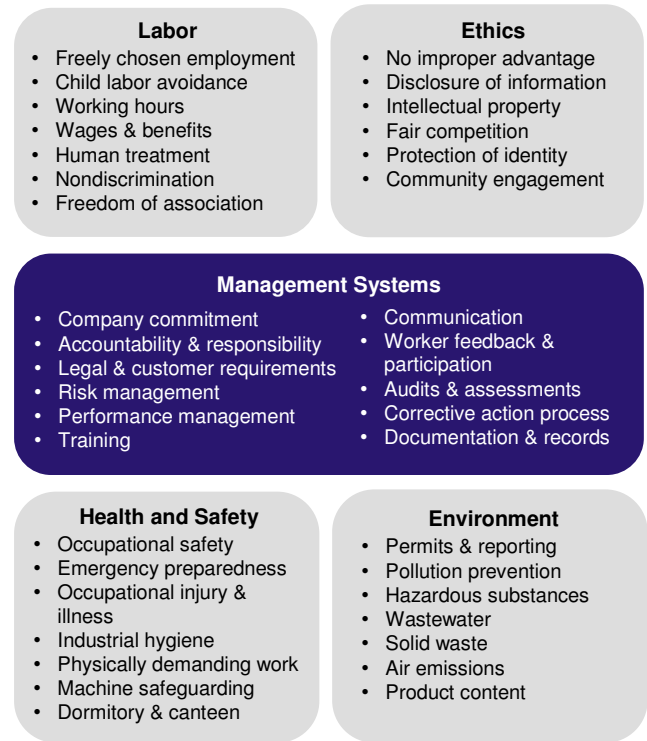 Labor
• Freely chosen employment
• Child labor avoidance
• Working hours
• Wages & benefits
• Human treatment
• Nondiscrimination
• Freedom of association
Ethics
• No improper advantage
• Disclosure of information
• Intellectual property
• Fair competition
• Protection of identity
• Community engagement
Management Systems
• Company commitment
• Accountability & responsibility
• Legal & customer requirements
• Risk management
• Performance management
• Training
• Communication
• Worker feedback &
participation
• Audits & assessments
• Corrective action process
• Documentation & records
Health and Safety
• Occupational safety
• Emergency preparedness
• Occupational injury &
illness
• Industrial hygiene
• Physically demanding work
• Machine safeguarding
• Dormitory & canteen
Environment
• Permits & reporting
• Pollution prevention
• Hazardous substances
• Wastewater
• Solid waste
• Air emissions
• Product content